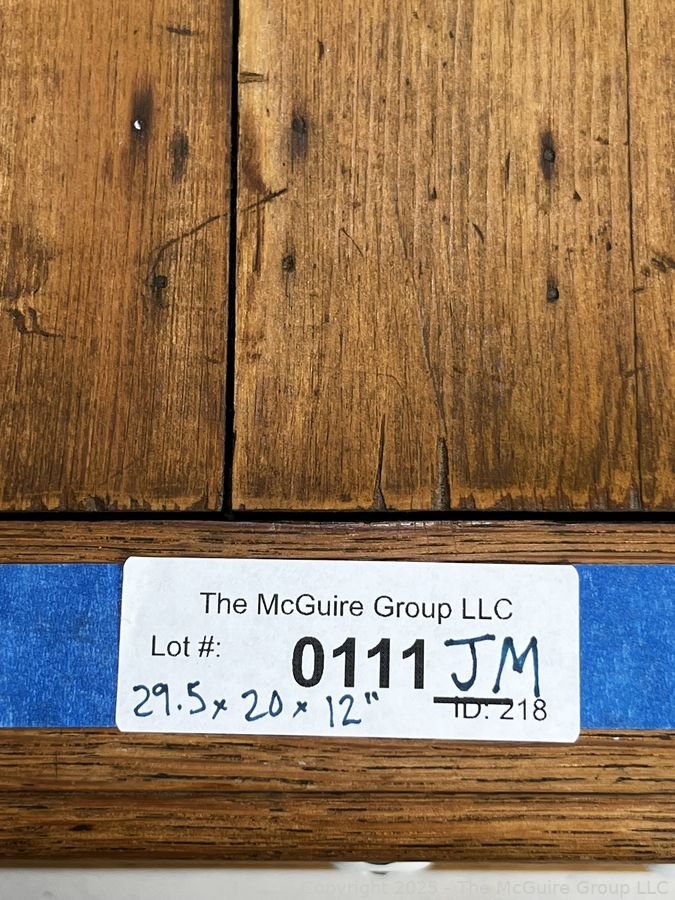 The McGuire Group LLC
Lot #: 0111 JM
29.5 x 20 x 12" ID: 218
Copyright 2025 - The McGuire Group LLC